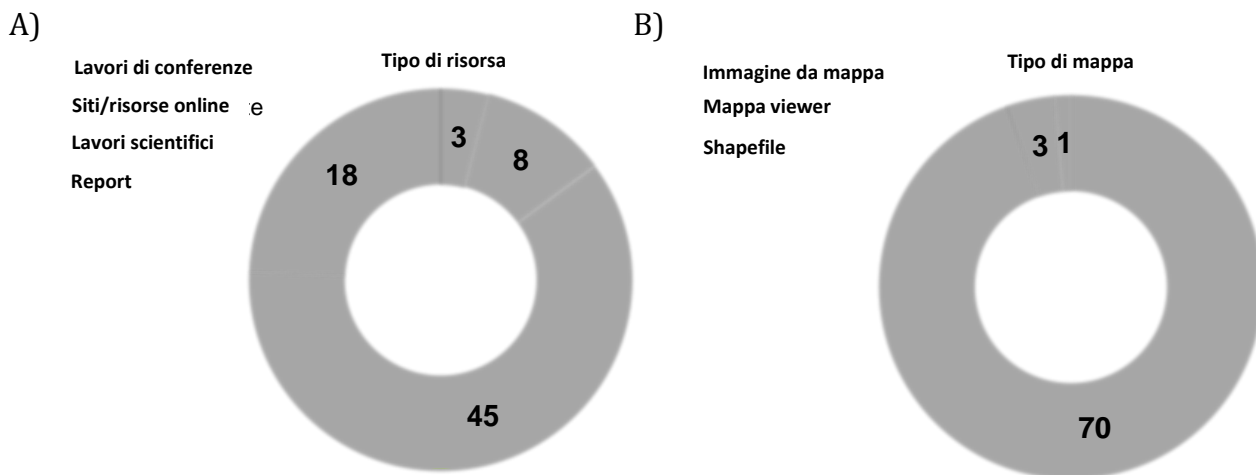 A)
Tipo di risorsa
Lavori di conferenze
Siti/risorse online
Lavori scientifici
Report
3
8
18
45
B)
Tipo di mappa
Immagine da mappa
Mappa viewer
Shapefile
3
1
70